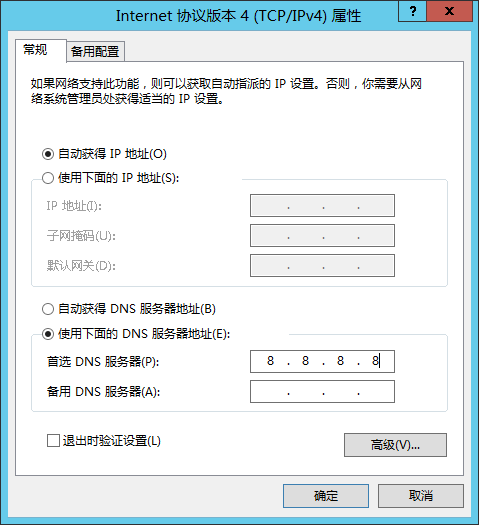 Internet 协议版本 4 (TCP/IPv4) 属性
?
常规
备用配置
如果网络支持此功能，则可以获取自动指派的 IP 设置。否则，你需要从网
络系统管理员处获得适当的 IP 设置。
自动获得 IP 地址(O)
使用下面的 IP 地址(S):
IP 地址(I):
. . .
子网掩码(U):
. . .
默认网关(D):
. . .
自动获得 DNS 服务器地址(B)
使用下面的 DNS 服务器地址(E):
首选 DNS 服务器(P):
8 . 8 . 8 . 8
备用 DNS 服务器(A):
. . .
退出时验证设置(L)
高级(V)...
确定
取消